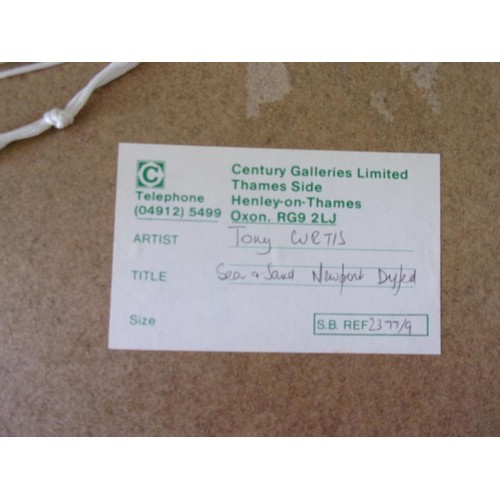 C
Century Galleries Limited
Thames Side
Telephone Henley-on-Thames
(04912) 5499 Oxon. RG9 2LJ
ARTIST Tony CURTIS
TITLE Sea & Sand Newport Dyfed
Size S.B. REF 2377/9